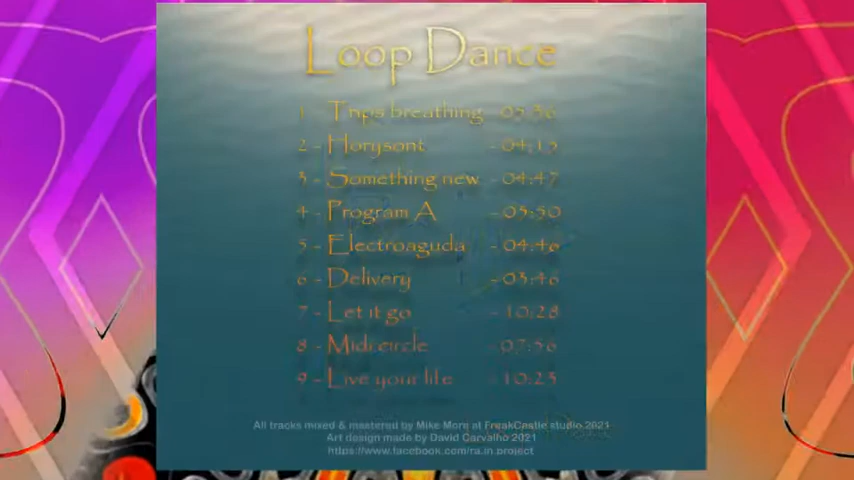 Loop Dance
1 - Trips breathing - 05:36
2 - Horysont - 04:15
3 - Something new - 04:47
4 - Program A - 05:50
5 - Electroaguda - 04:46
6 - Delivery - 03:46
7 - Let it go - 10:28
8 - Midi circle - 07:56
9 - Live your life - 10:25
All tracks mixed & mastered by Mike More at FreakCastle studio 2021
Art design made by David Carvalho 2021
https://www.facebook.com/ra.in.project